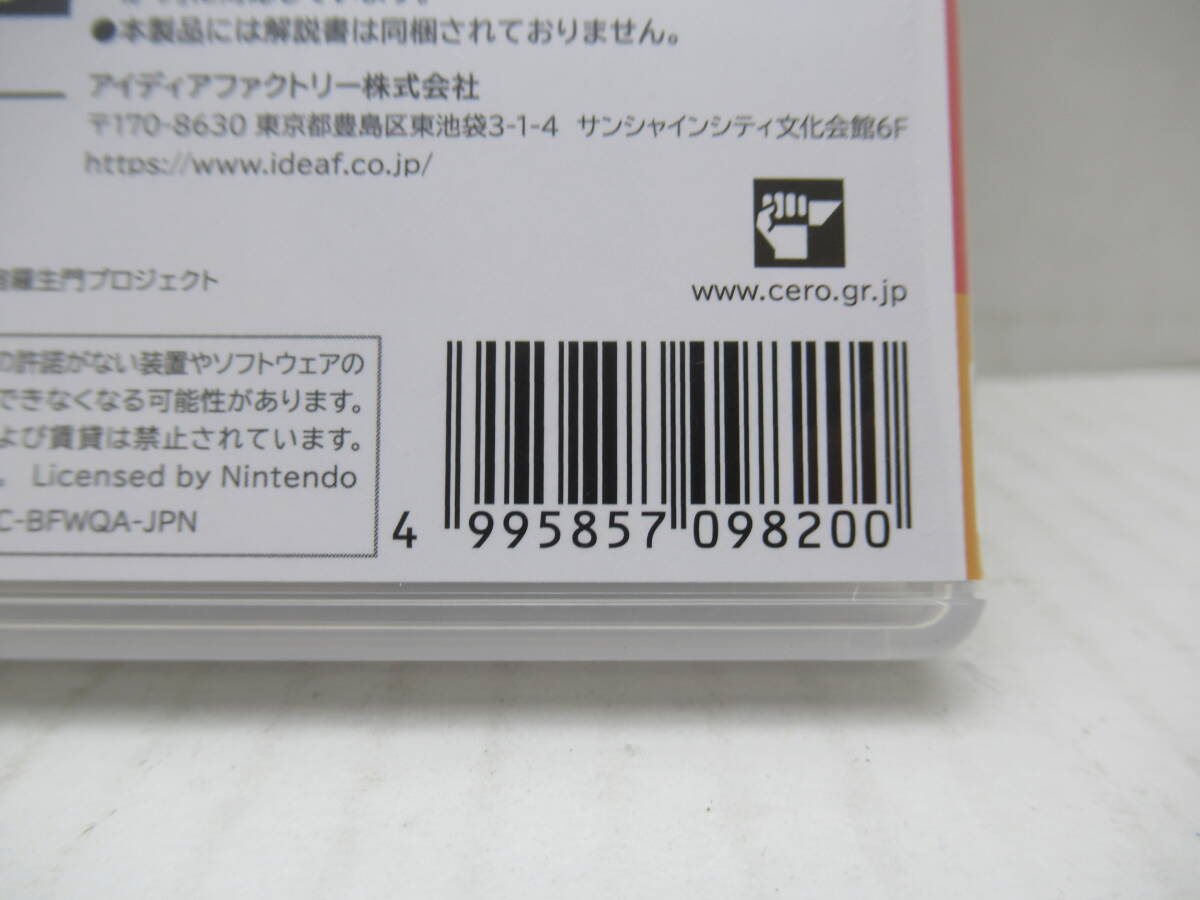 ●本製品には解説書は同梱されておりません。
アイディアファクトリー株式会社
〒170-8630 東京都豊島区東池袋3-1-4 サンシャインシティ文化会館6F
https://www.ideaf.co.jp/
www.cero.gr.jp
羅生門プロジェクト
の許諾がない装置やソフトウェアの
できなくなる可能性があります。
よび賃貸は禁止されています。
。 Licensed by Nintendo
C-BFWQA-JPN
4 995857 098200